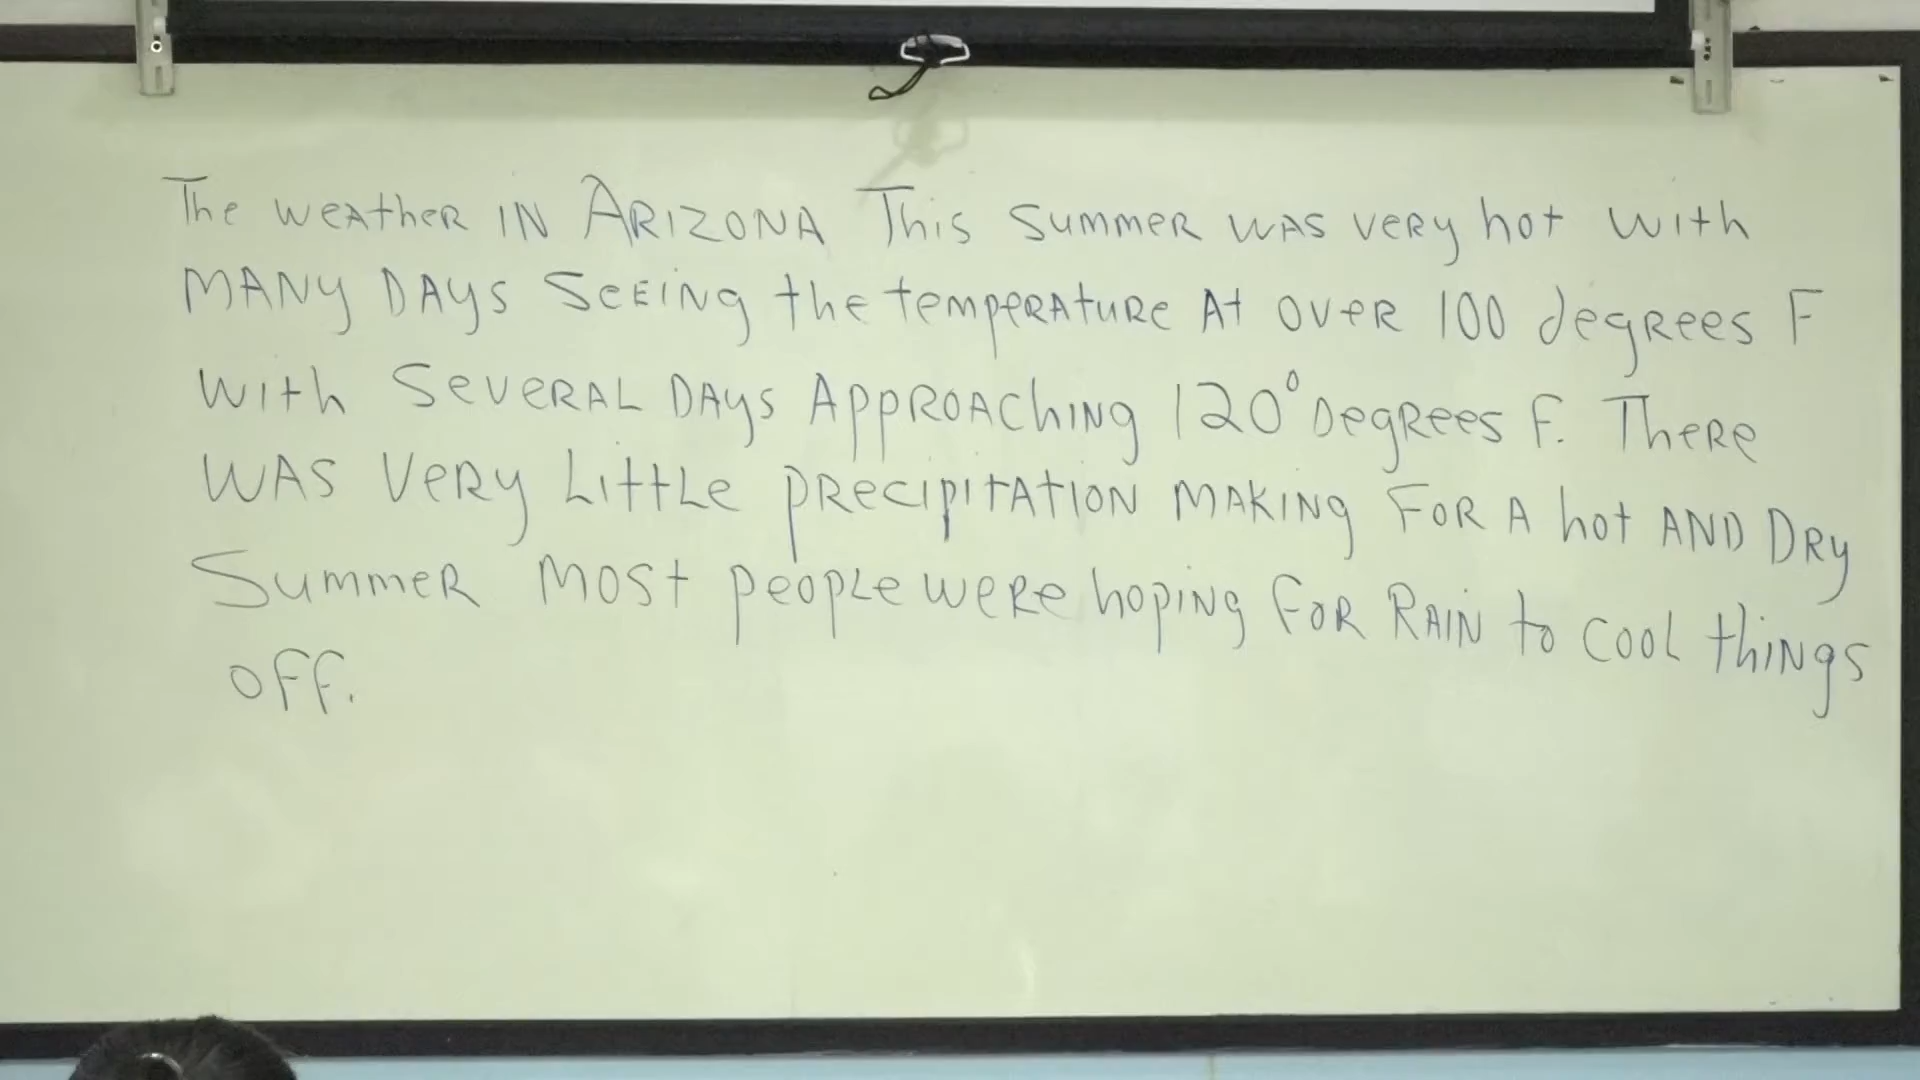 The weather in Arizona This summer was very hot with
many days seeing the temperature at over 100 degrees F
with several days approaching 120° Degrees F. There
was very little precipitation making for a hot and dry
Summer most people were hoping for Rain to cool things
off.